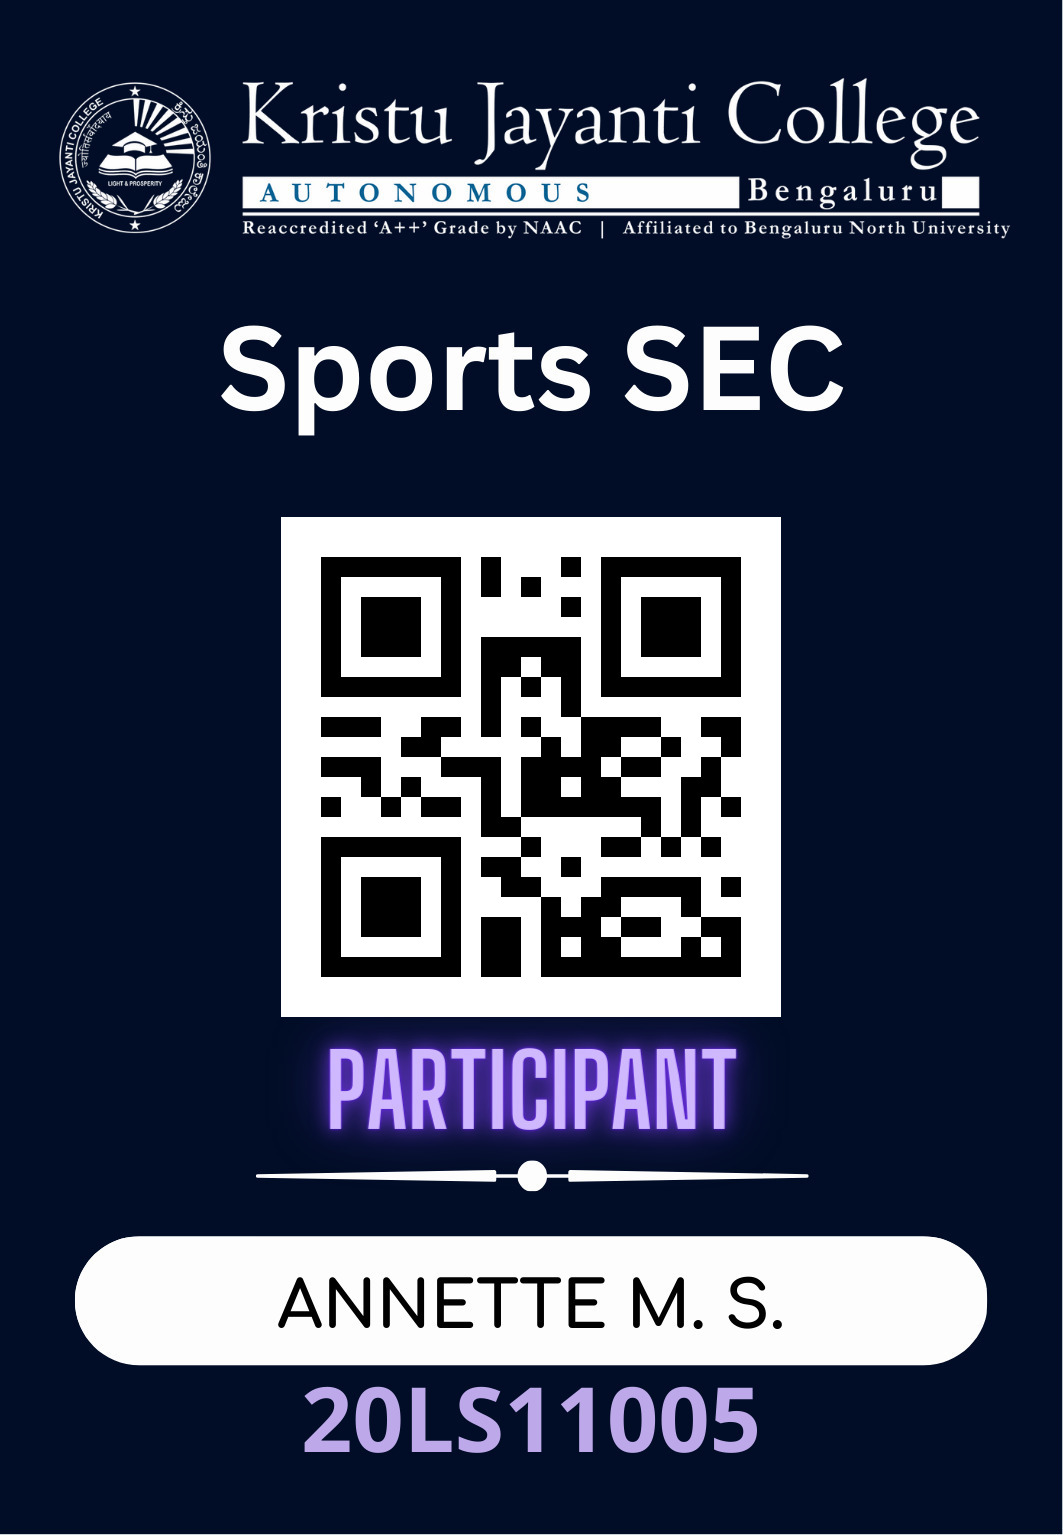 KRISTU JAYANTI COLLEGE
ಕ್ರಿಸ್ತು ಜಯಂತಿ ಕಾಲೇಜು
LIGHT & PROSPERITY
Kristu Jayanti College
AUTONOMOUS Bengaluru
Reaccredited ‘A++’ Grade by NAAC | Affiliated to Bengaluru North University
Sports SEC
PARTICIPANT
ANNETTE M. S.
20LS11005